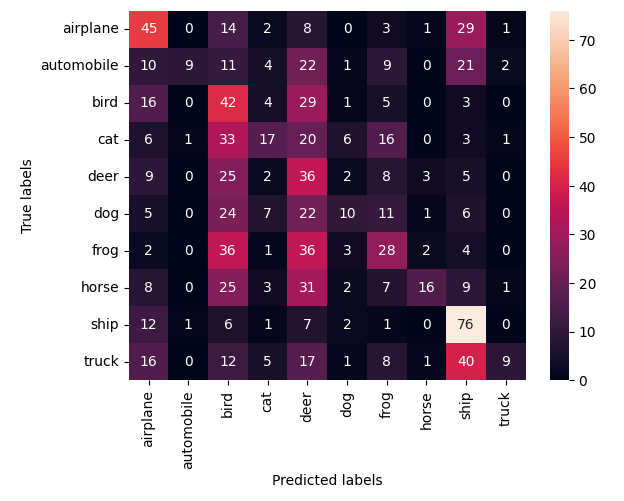 airplane 45 0 14 2 8 0 3 1 29 1
automobile 10 9 11 4 22 1 9 0 21 2
bird 16 0 42 4 29 1 5 0 3 0
cat 6 1 33 17 20 6 16 0 3 1
deer 9 0 25 2 36 2 8 3 5 0
dog 5 0 24 7 22 10 11 1 6 0
frog 2 0 36 1 36 3 28 2 4 0
horse 8 0 25 3 31 2 7 16 9 1
ship 12 1 6 1 7 2 1 0 76 0
truck 16 0 12 5 17 1 8 1 40 9
True labels
airplane automobile bird cat deer dog frog horse ship truck
Predicted labels
70
60
50
40
30
20
10
0